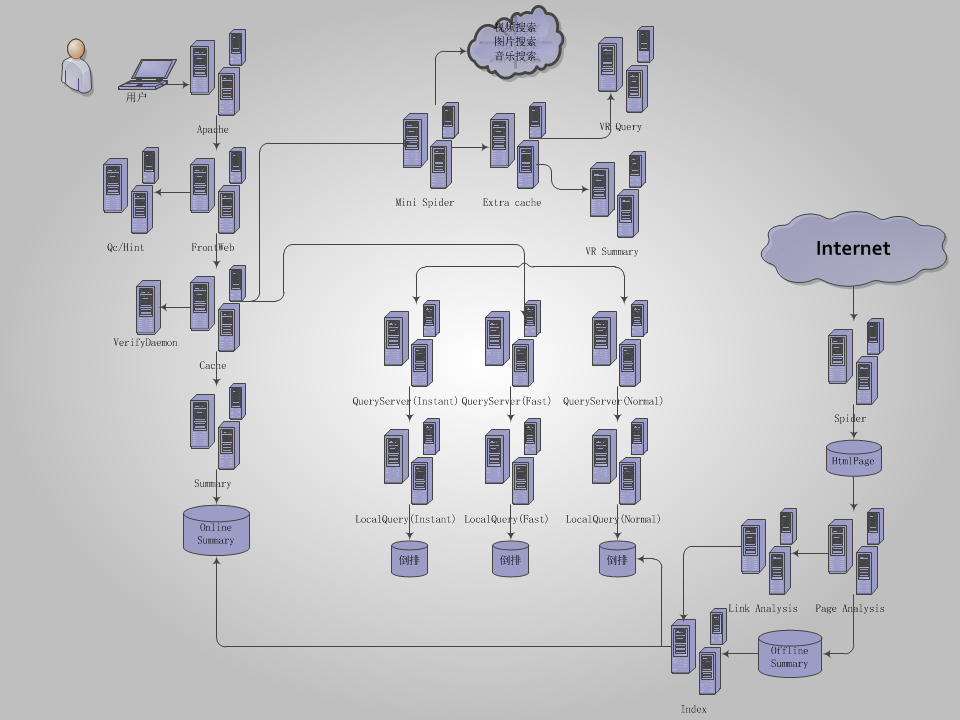 视频搜索
图片搜索
音乐搜索
用户
Apache
VR Query
Mini Spider
Extra cache
Qc/Hint
FrontWeb
VR Summary
Internet
VerifyDaemon
Cache
QueryServer(Instant)
QueryServer(Fast)
QueryServer(Normal)
Spider
HtmlPage
Summary
LocalQuery(Instant)
LocalQuery(Fast)
LocalQuery(Normal)
Online
Summary
倒排
倒排
倒排
Link Analysis
Page Analysis
Offline
Summary
Index